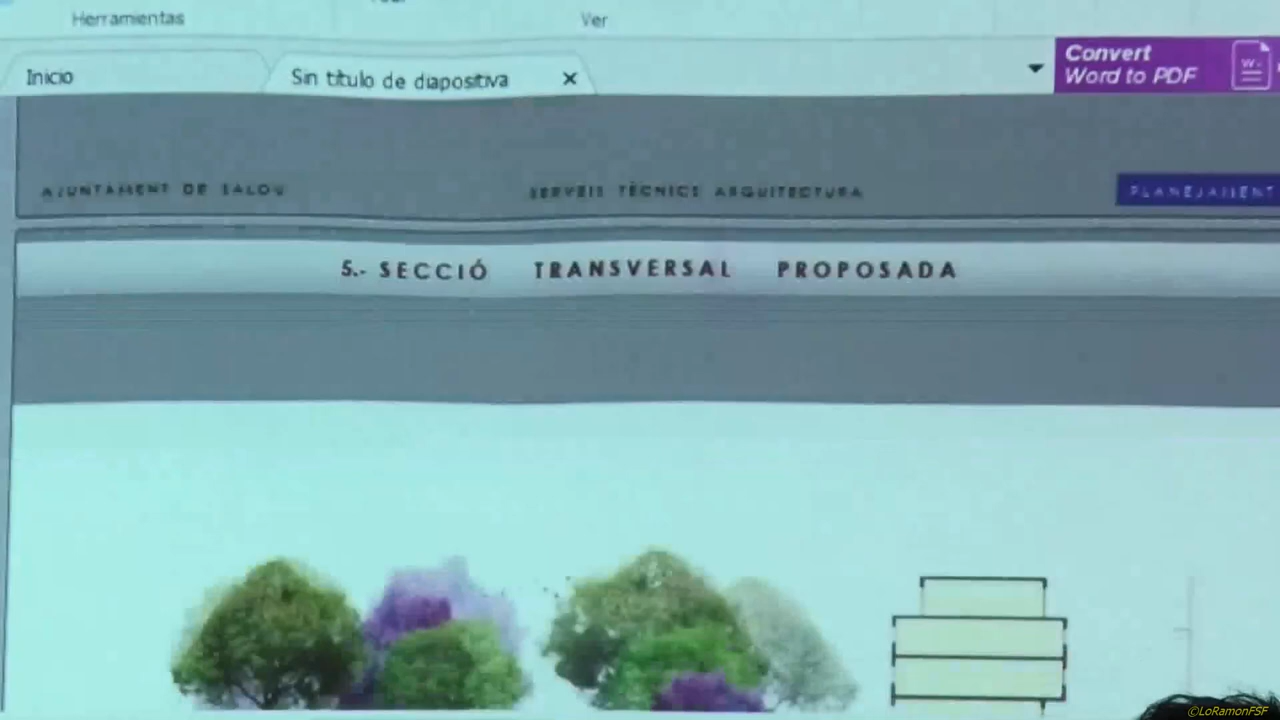 Herramientas
Ver
Inicio
Sin título de diapositiva
Convert
Word to PDF
W
AJUNTAMENT DE SALOU
SERVEIS TÈCNICS ARQUITECTURA
PLANEJAMENT
5.- SECCIÓ TRANSVERSAL PROPOSADA
©LoRamonFSF